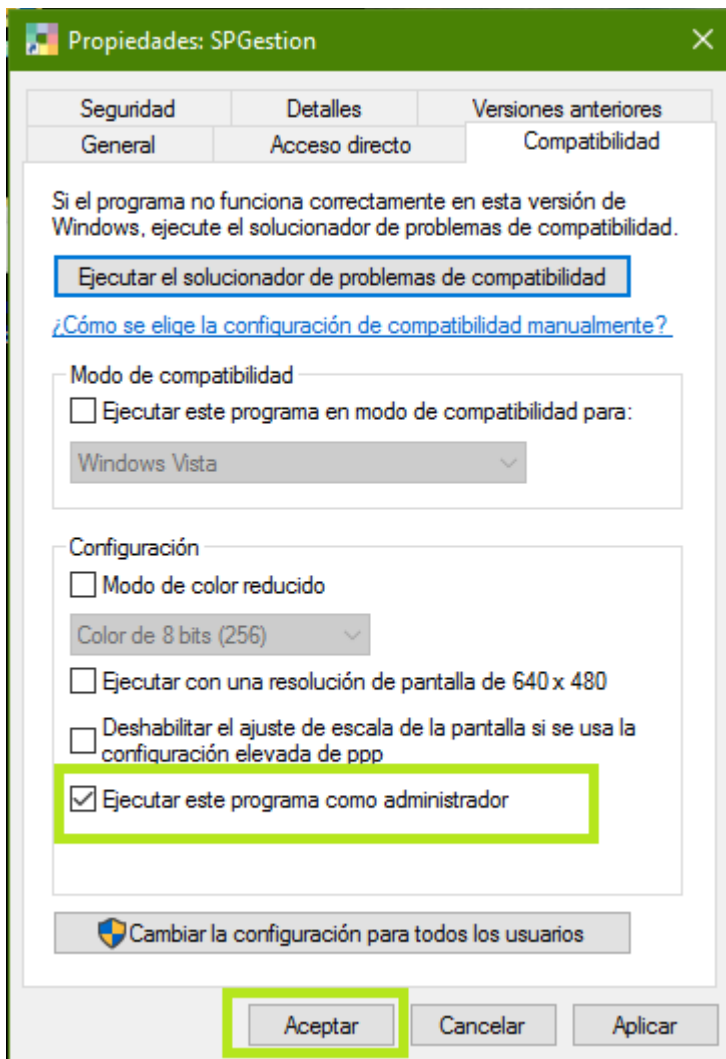 Propiedades: SPGestion
Seguridad Detalles Versiones anteriores
General Acceso directo Compatibilidad
Si el programa no funciona correctamente en esta versión de
Windows, ejecute el solucionador de problemas de compatibilidad.
Ejecutar el solucionador de problemas de compatibilidad
¿Cómo se elige la configuración de compatibilidad manualmente?
Modo de compatibilidad
Ejecutar este programa en modo de compatibilidad para:
Windows Vista
Configuración
Modo de color reducido
Color de 8 bits (256)
Ejecutar con una resolución de pantalla de 640 x 480
Deshabilitar el ajuste de escala de la pantalla si se usa la
configuración elevada de ppp
Ejecutar este programa como administrador
Cambiar la configuración para todos los usuarios
Aceptar Cancelar Aplicar